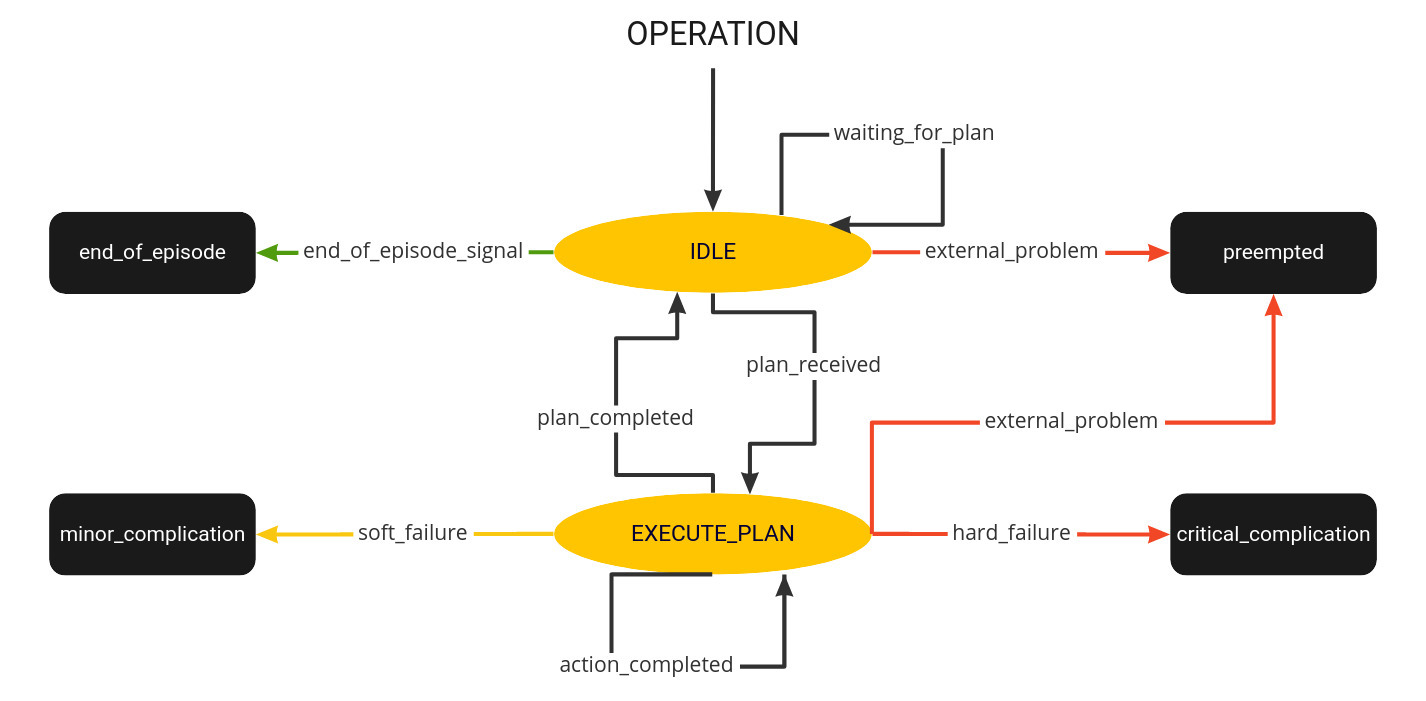 OPERATION
waiting_for_plan
end_of_episode
end_of_episode_signal
IDLE
external_problem
preempted
plan_received
plan_completed
external_problem
minor_complication
soft_failure
EXECUTE_PLAN
hard_failure
critical_complication
action_completed